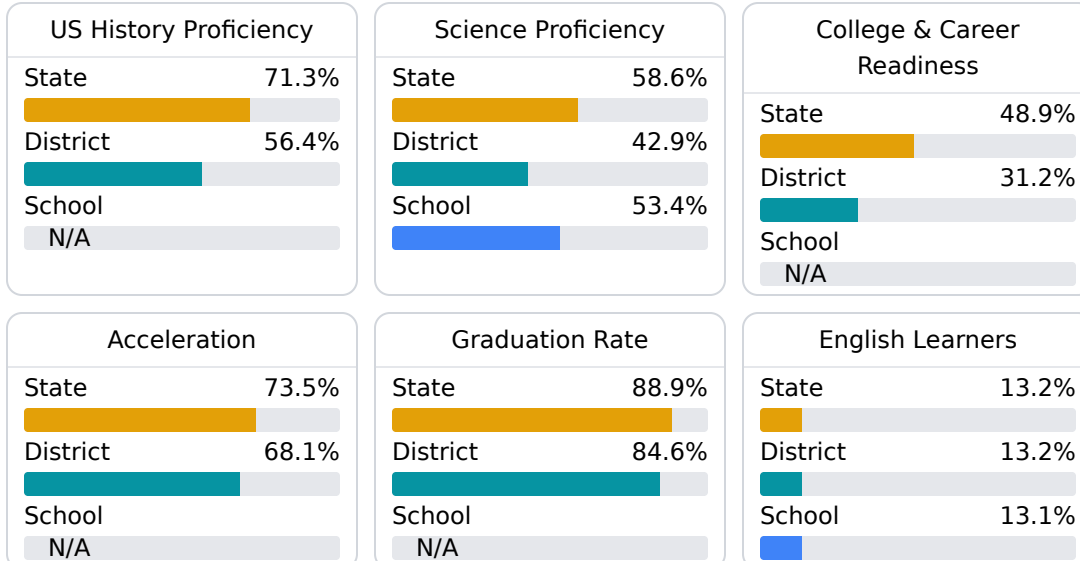 US History Proficiency
State 71.3%
District 56.4%
School
N/A
Science Proficiency
State 58.6%
District 42.9%
School 53.4%
College & Career
Readiness
State 48.9%
District 31.2%
School
N/A
Acceleration
State 73.5%
District 68.1%
School
N/A
Graduation Rate
State 88.9%
District 84.6%
School
N/A
English Learners
State 13.2%
District 13.2%
School 13.1%